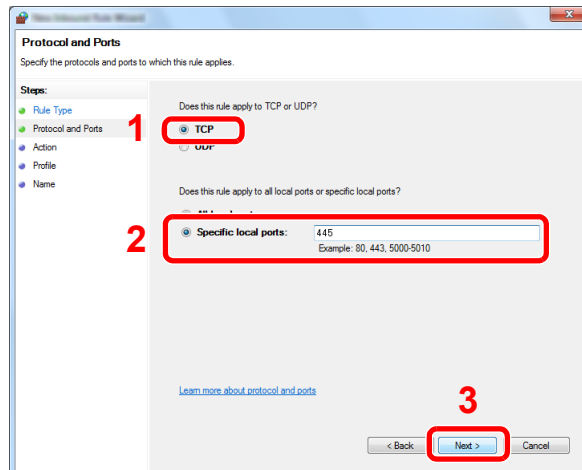 Protocol and Ports
Specify the protocols and ports to which this rule applies.
Steps:
Rule Type
Protocol and Ports
Action
Profile
Name
1
Does this rule apply to TCP or UDP?
TCP
UDP
Does this rule apply to all local ports or specific local ports?
2
Specific local ports:
445
Example: 80, 443, 5000-5010
Learn more about protocol and ports
3
< Back
Next >
Cancel